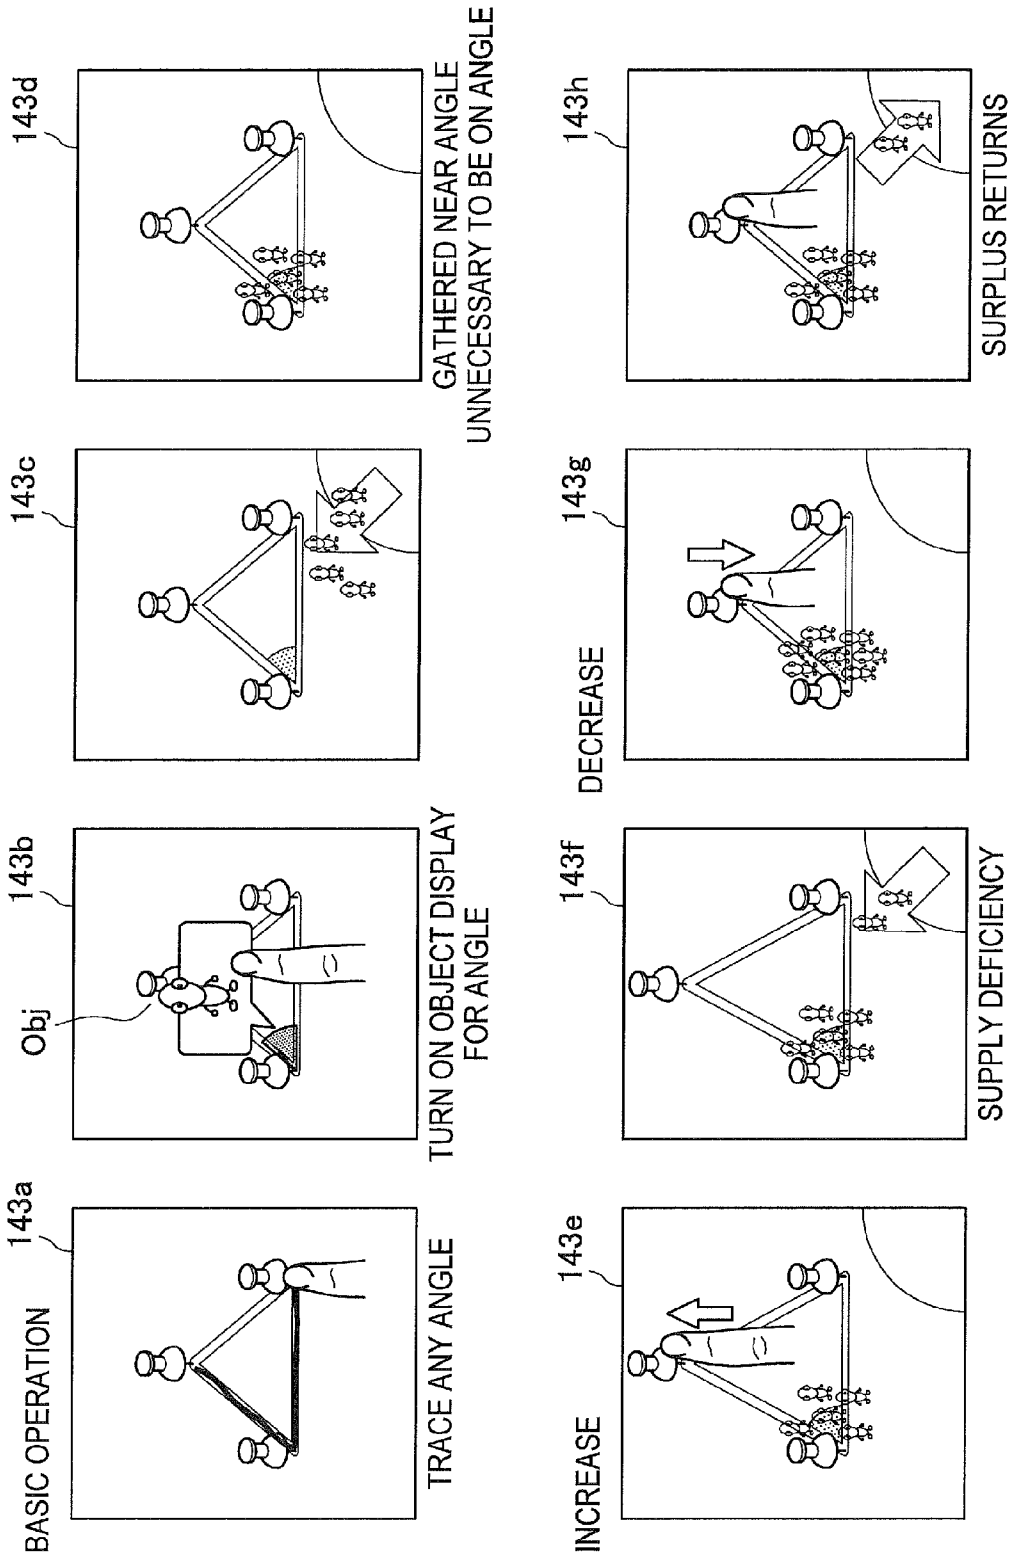 BASIC OPERATION
143a
TRACE ANY ANGLE
143b
Obj
TURN ON OBJECT DISPLAY
FOR ANGLE
143c
143d
GATHERED NEAR ANGLE
UNNECESSARY TO BE ON ANGLE
INCREASE
143e
143f
SUPPLY DEFICIENCY
DECREASE
143g
143h
SURPLUS RETURNS